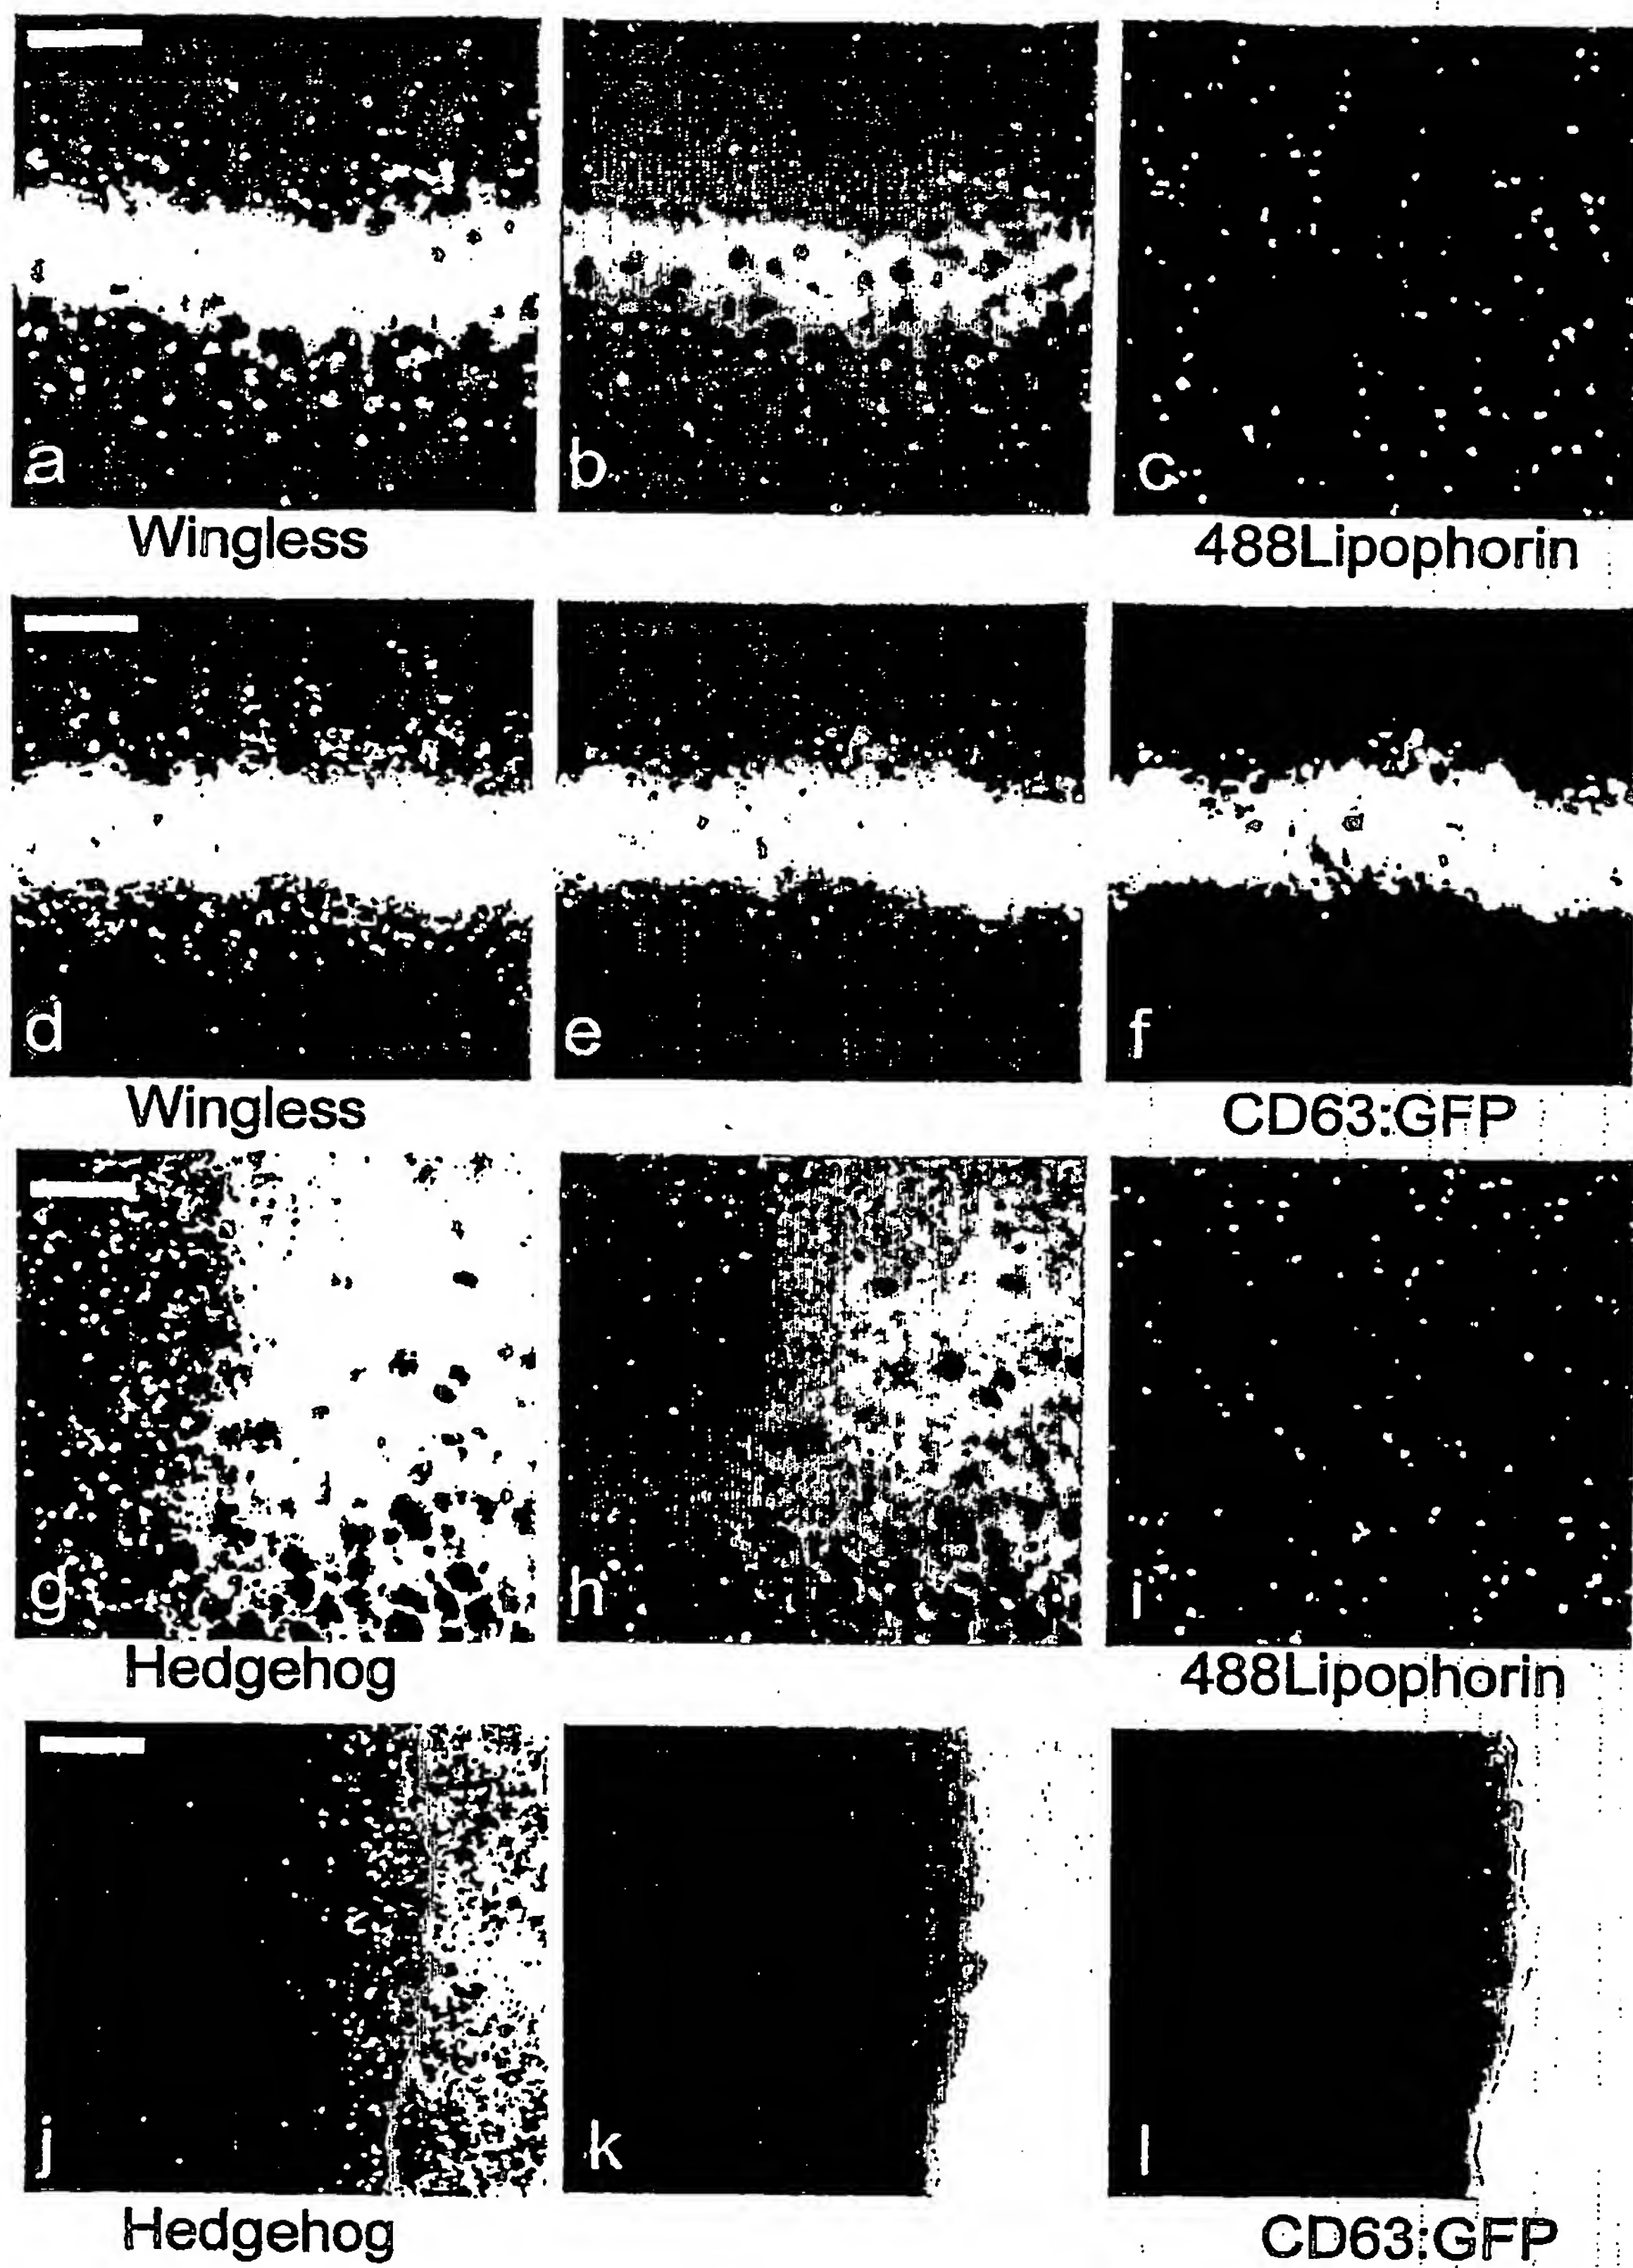 a b c
Wingless 488Lipophorin
d e f
Wingless CD63:GFP
g h i
Hedgehog 488Lipophorin
j k l
Hedgehog CD63:GFP